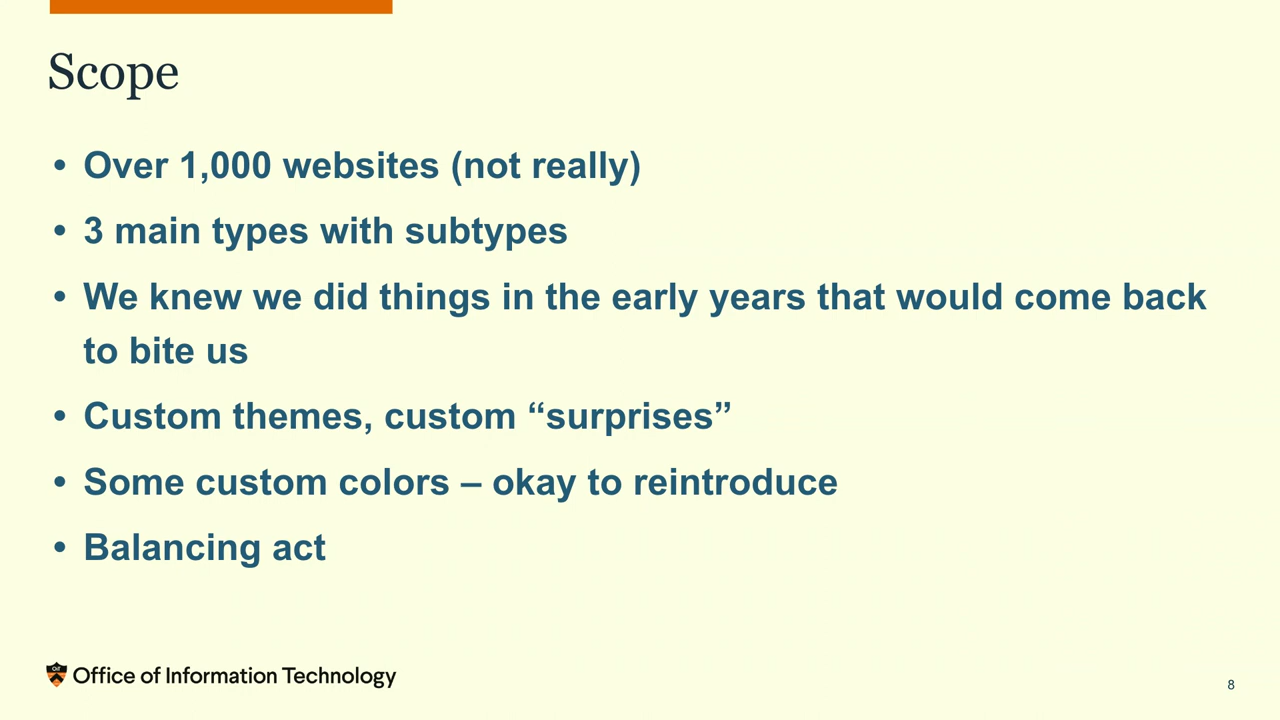 Scope
• Over 1,000 websites (not really)
• 3 main types with subtypes
• We knew we did things in the early years that would come back
to bite us
• Custom themes, custom “surprises”
• Some custom colors – okay to reintroduce
• Balancing act
Office of Information Technology
8